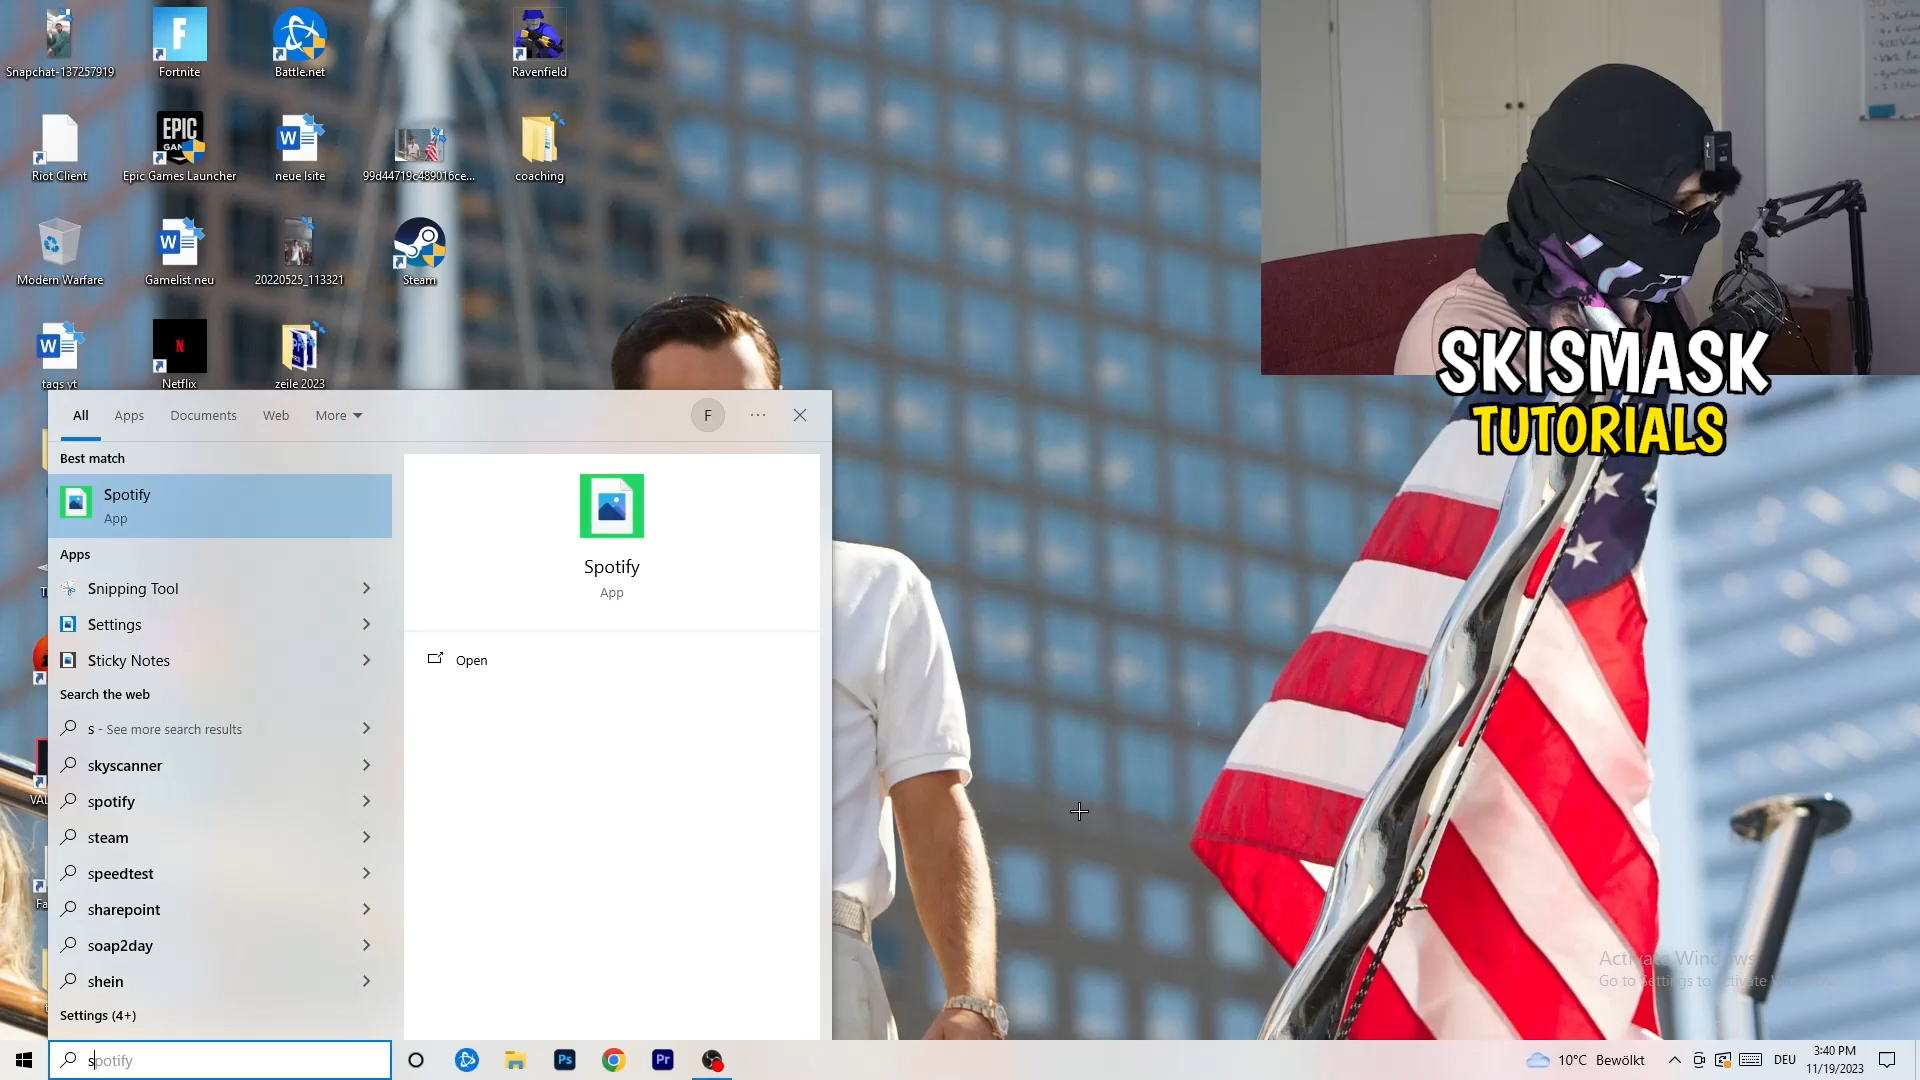 Snapchat-137257919
Fortnite
Battle.net
Ravenfield
Riot Client
EPIC
Epic Games Launcher
neue lsite
99d44719c489016ce...
coaching
Modern Warfare
Gamelist neu
20220525_113321
Steam
tags yt
Netflix
zeile 2023
SKISMASK
TUTORIALS
All
Apps
Documents
Web
More
F
Best match
Spotify
App
Apps
Snipping Tool
Settings
Sticky Notes
Search the web
s - See more search results
skyscanner
spotify
steam
speedtest
sharepoint
soap2day
shein
Settings (4+)
Spotify
App
Open
spotify
Ps
Pr
10°C Bewölkt
DEU
3:40 PM
11/19/2023
Activate Windows
Go to Settings to activate